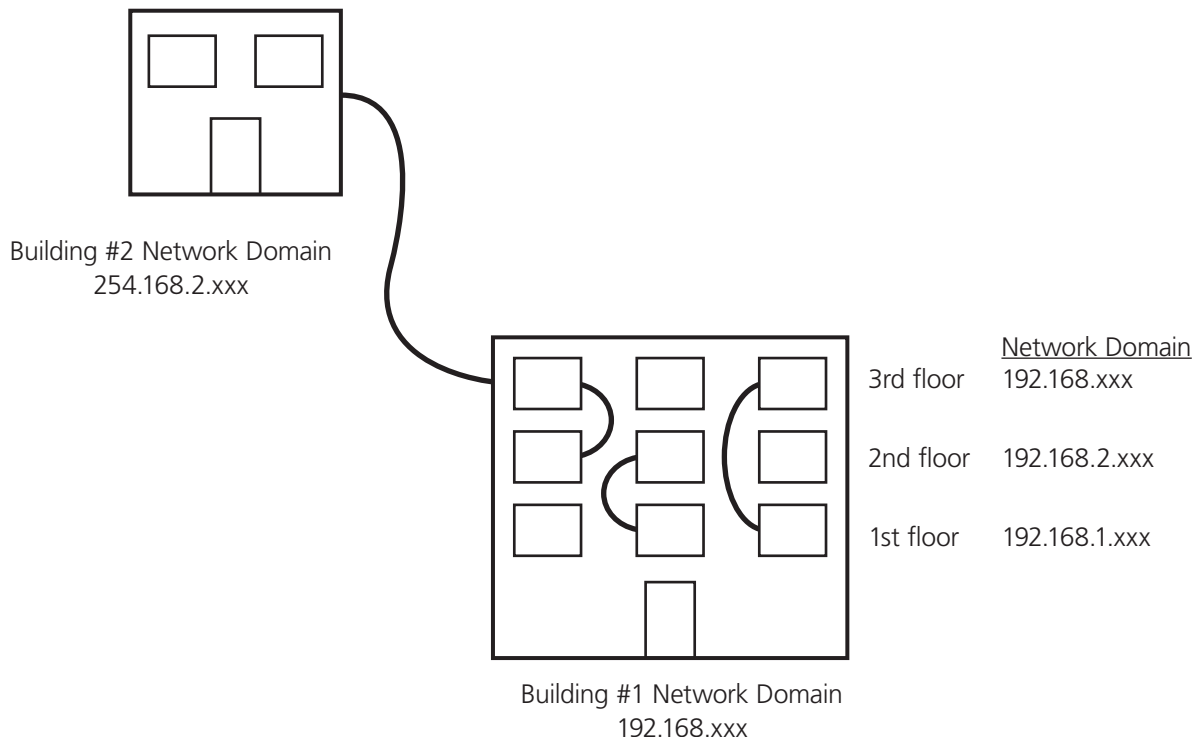 Building #2 Network Domain
254.168.2.xxx
Network Domain
3rd floor 192.168.xxx
2nd floor 192.168.2.xxx
1st floor 192.168.1.xxx
Building #1 Network Domain
192.168.xxx